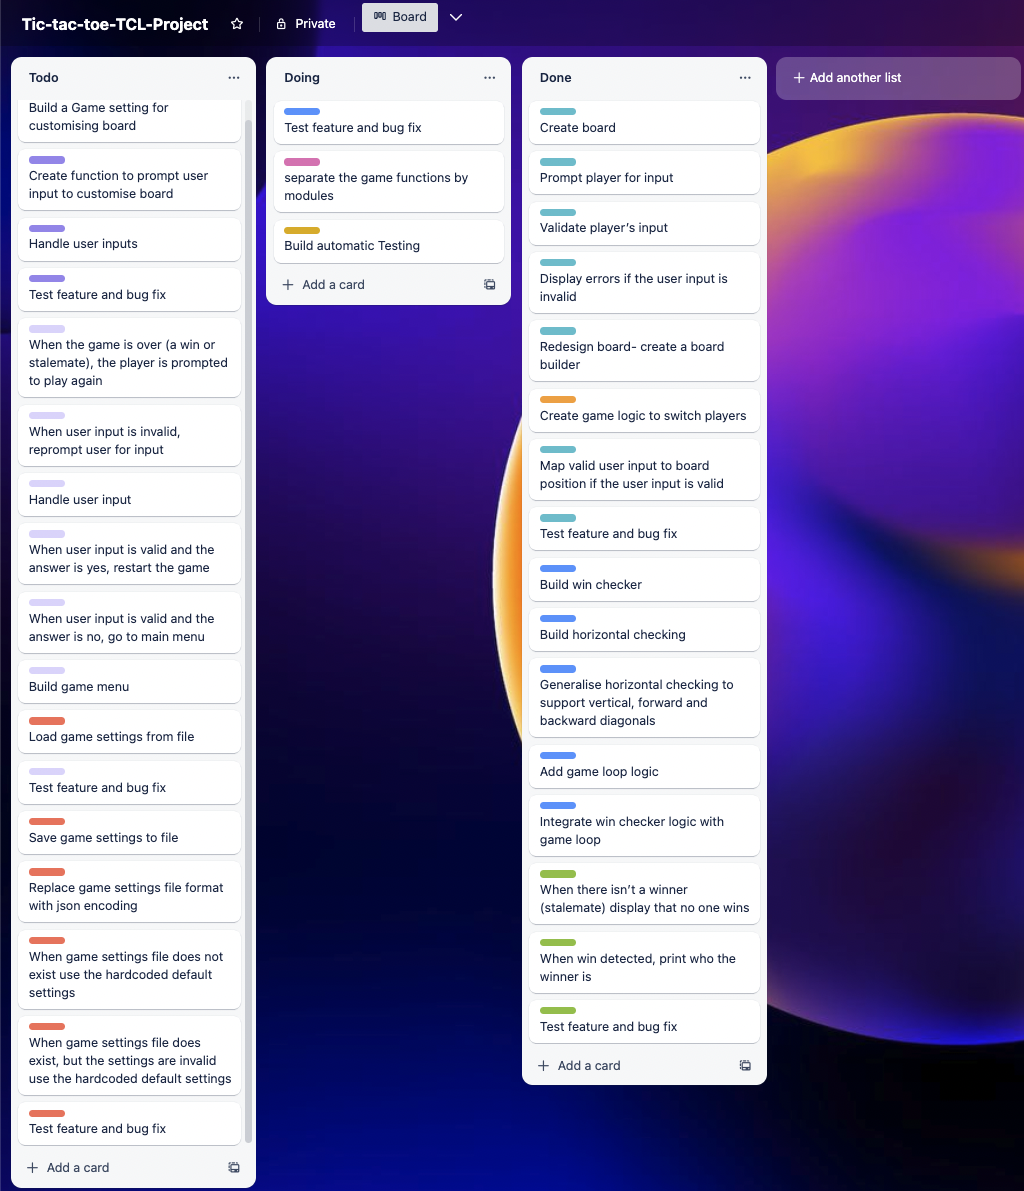 Tic-tac-toe-TCL-Project
Private
Board
Todo
Build a Game setting for
customising board
Create function to prompt user
input to customise board
Handle user inputs
Test feature and bug fix
When the game is over (a win or
stalemate), the player is prompted
to play again
When user input is invalid,
reprompt user for input
Handle user input
When user input is valid and the
answer is yes, restart the game
When user input is valid and the
answer is no, go to main menu
Build game menu
Load game settings from file
Test feature and bug fix
Save game settings to file
Replace game settings file format
with json encoding
When game settings file does not
exist use the hardcoded default
settings
When game settings file does
exist, but the settings are invalid
use the hardcoded default settings
Test feature and bug fix
Add a card
Doing
Test feature and bug fix
separate the game functions by
modules
Build automatic Testing
Add a card
Done
Create board
Prompt player for input
Validate player’s input
Display errors if the user input is
invalid
Redesign board- create a board
builder
Create game logic to switch players
Map valid user input to board
position if the user input is valid
Test feature and bug fix
Build win checker
Build horizontal checking
Generalise horizontal checking to
support vertical, forward and
backward diagonals
Add game loop logic
Integrate win checker logic with
game loop
When there isn’t a winner
(stalemate) display that no one wins
When win detected, print who the
winner is
Test feature and bug fix
Add a card
Add another list